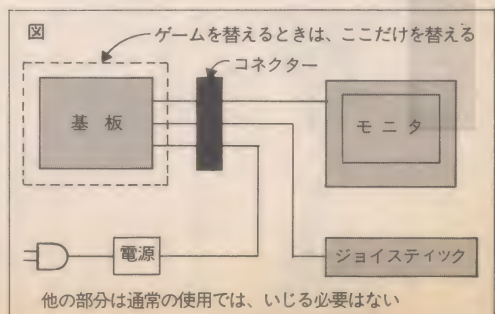 図
ゲームを替えるときは、ここだけを替える
コネクター
基板
モニタ
電源
ジョイスティック
他の部分は通常の使用では、いじる必要はない